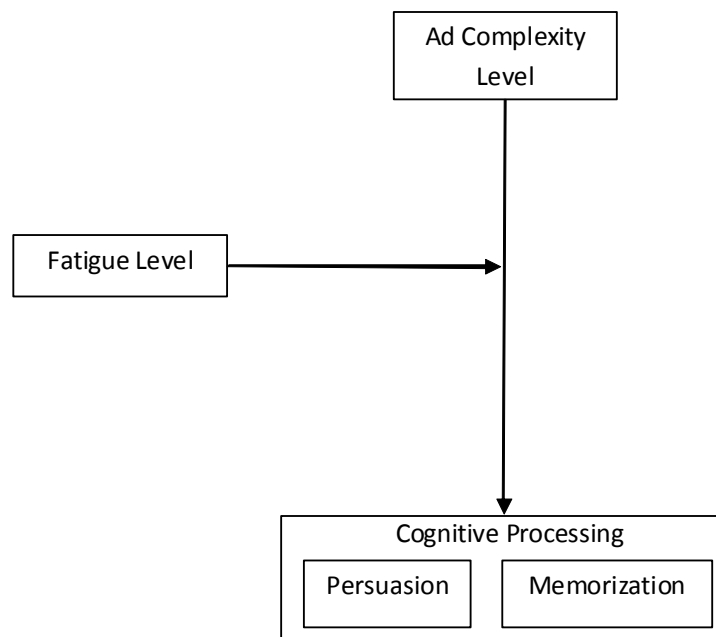 Ad Complexity
Level
Fatigue Level
Cognitive Processing
Persuasion
Memorization